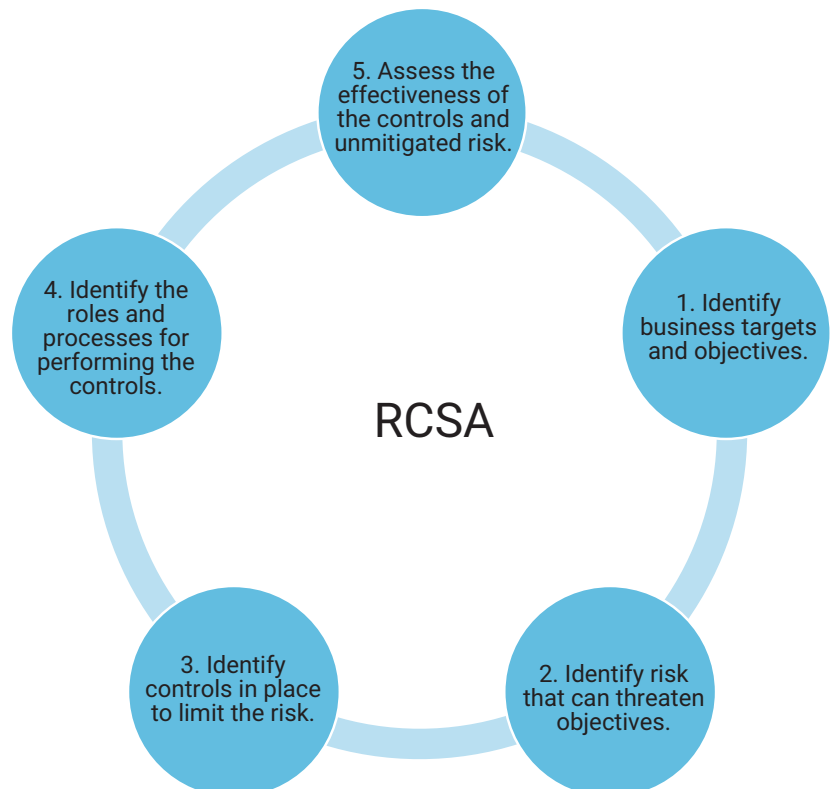 5. Assess the
effectiveness of
the controls and
unmitigated risk.
4. Identify the
roles and
processes for
performing the
controls.
1. Identify
business targets
and objectives.
RCSA
3. Identify
controls in place
to limit the risk.
2. Identify risk
that can threaten
objectives.